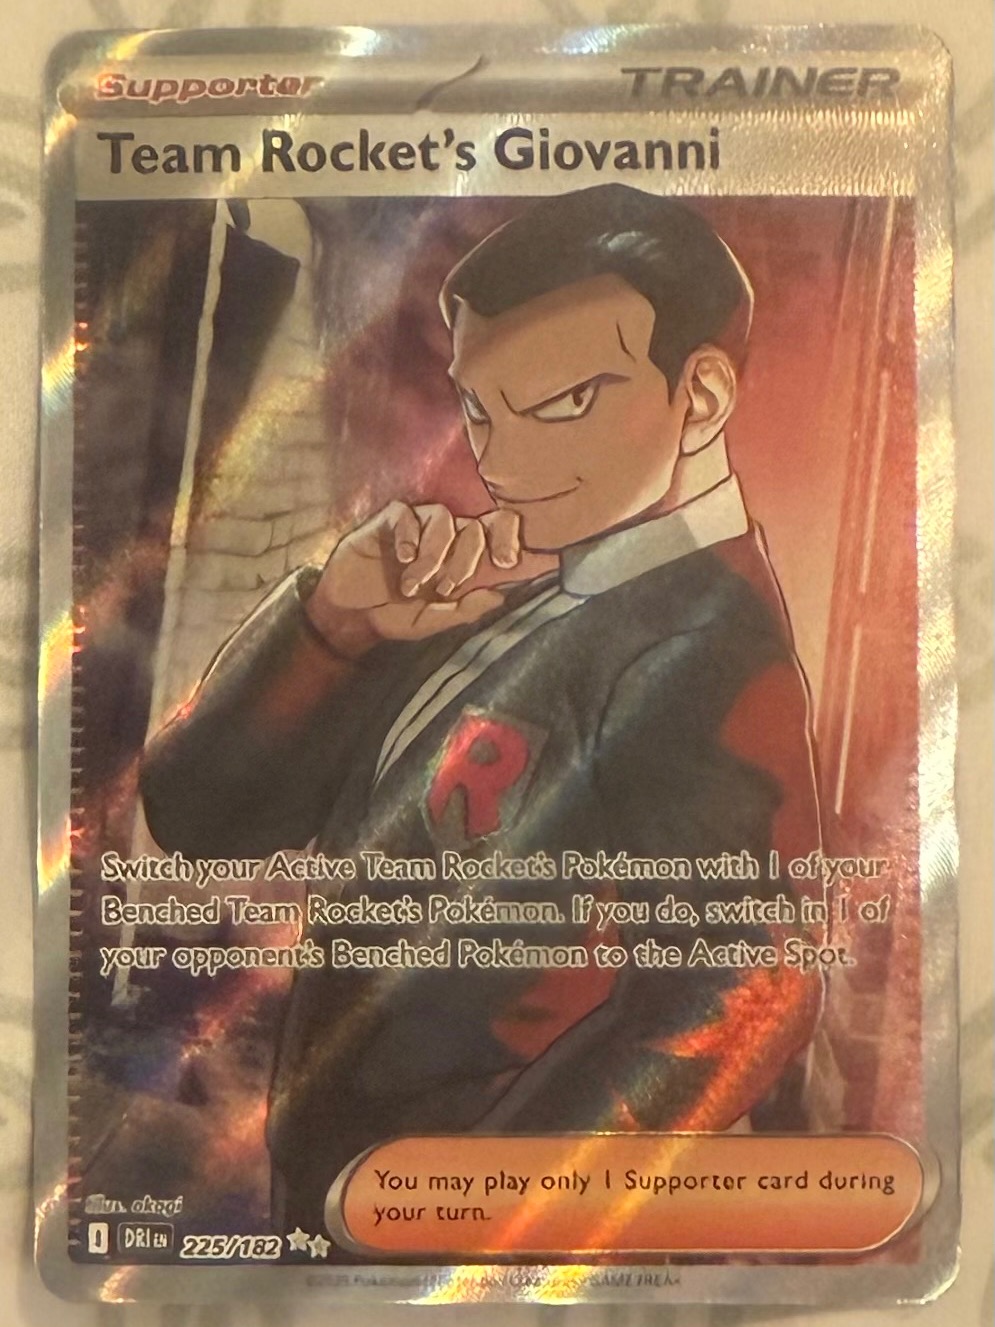 Supporter
TRAINER
Team Rocket's Giovanni
R
Switch your Active Team Rocket's Pokémon with 1 of your
Benched Team Rocket's Pokémon. If you do, switch in 1 of
your opponent's Benched Pokémon to the Active Spot.
You may play only 1 Supporter card during
your turn.
Illus. okagi
I DRI EN 225/182